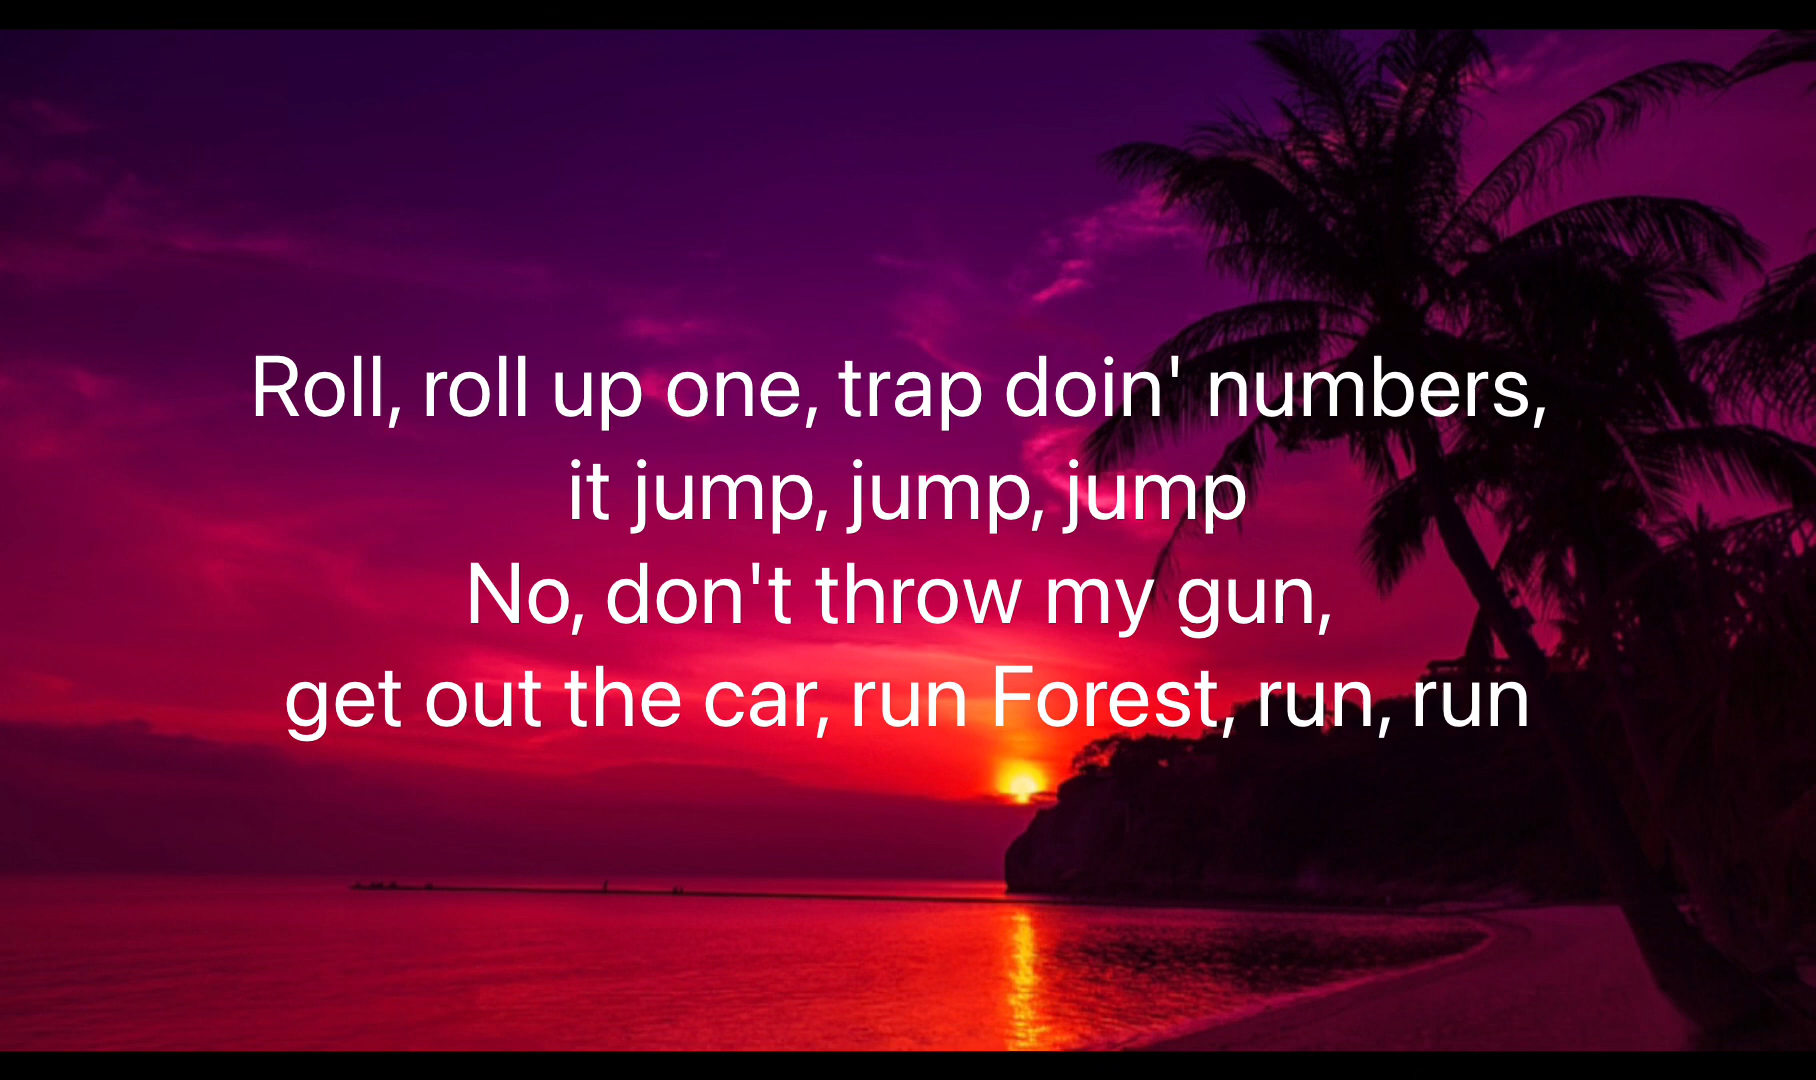 Roll, roll up one, trap doin' numbers,
it jump, jump, jump
No, don't throw my gun,
get out the car, run Forest, run, run